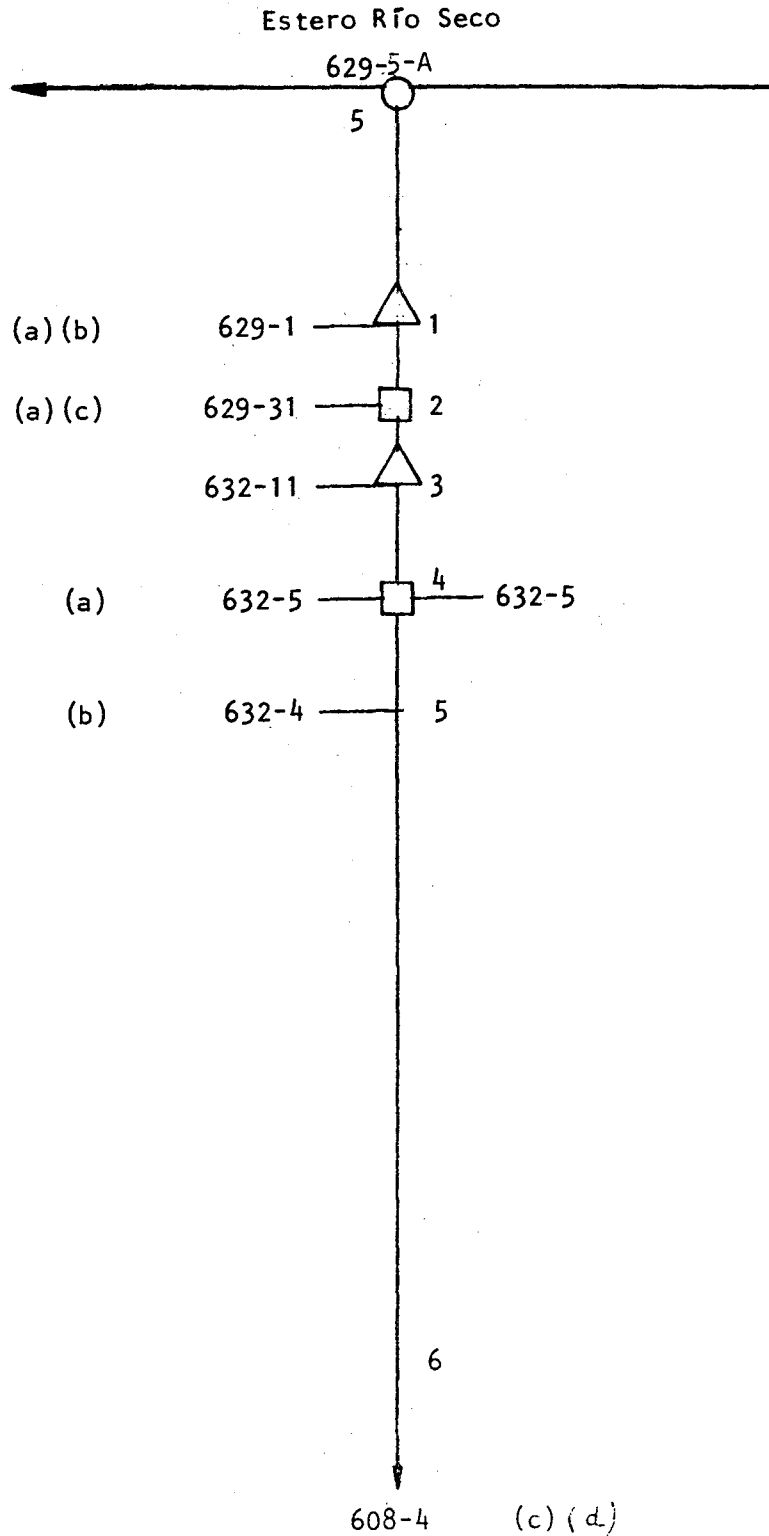 Estero Río Seco
629-5-A
5
(a)(b) 629-1 1
(a)(c) 629-31 2
632-11 3
4
(a) 632-5 632-5
(b) 632-4 5
6
608-4 (c)(d)